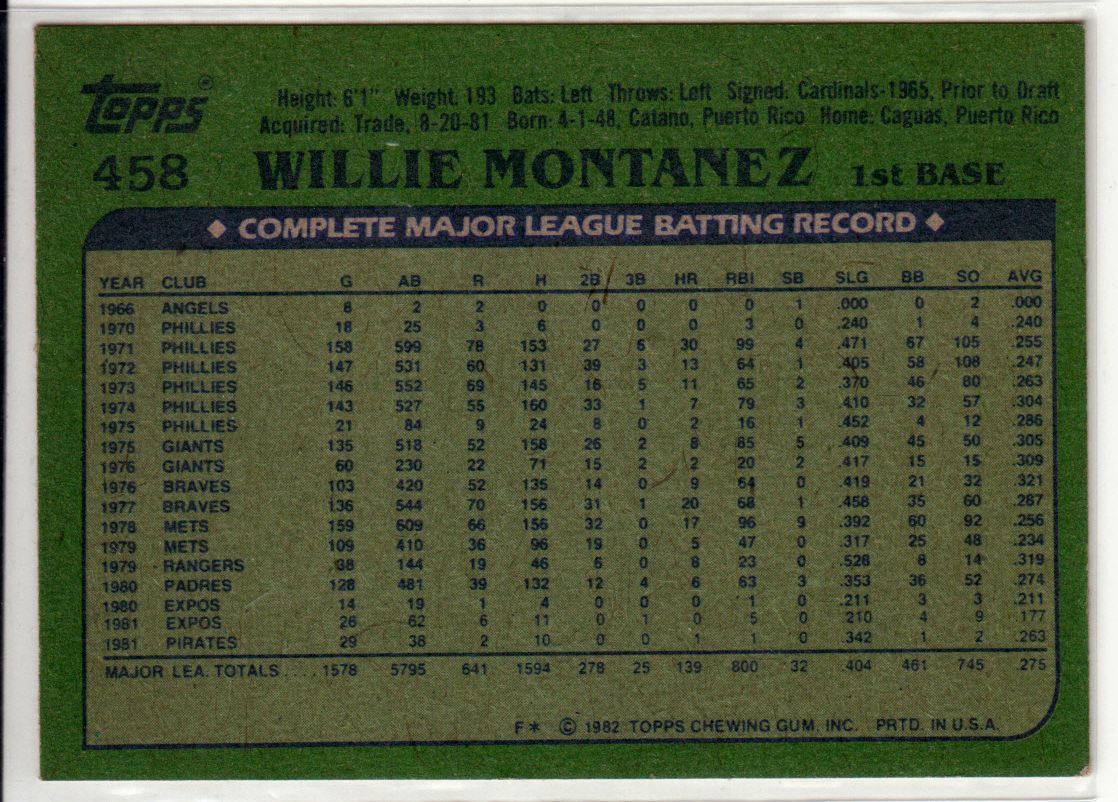 Topps ®
Height: 6'1" Weight: 193 Bats: Left Throws: Left Signed: Cardinals-1965, Prior to Draft
Acquired: Trade, 8-20-81 Born: 4-1-48, Catano, Puerto Rico Home: Caguas, Puerto Rico
458 WILLIE MONTANEZ 1st BASE
◆ COMPLETE MAJOR LEAGUE BATTING RECORD ◆
YEAR CLUB G AB R H 2B 3B HR RBI SB SLG BB SO AVG
1966 ANGELS 8 2 2 0 0 0 0 0 1 .000 0 2 .000
1970 PHILLIES 18 25 3 6 0 0 0 3 0 .240 1 4 .240
1971 PHILLIES 158 599 78 153 27 6 30 99 4 .471 67 105 .255
1972 PHILLIES 147 531 60 131 39 3 13 64 1 .405 58 108 .247
1973 PHILLIES 146 552 69 145 16 5 11 65 2 .370 46 80 .263
1974 PHILLIES 143 527 55 160 33 1 7 79 3 .410 32 57 .304
1975 PHILLIES 21 84 9 24 8 0 2 16 1 .452 4 12 .286
1975 GIANTS 135 518 52 158 26 2 8 85 5 .409 45 50 .305
1976 GIANTS 60 230 22 71 15 2 2 20 2 .417 15 15 .309
1976 BRAVES 103 420 52 135 14 0 9 64 0 .419 21 32 .321
1977 BRAVES 136 544 70 156 31 1 20 68 1 .458 35 60 .287
1978 METS 159 609 66 156 32 0 17 96 9 .392 60 92 .256
1979 METS 109 410 36 96 19 0 5 47 0 .317 25 48 .234
1979 RANGERS 38 144 19 46 6 0 8 23 0 .528 8 14 .319
1980 PADRES 128 481 39 132 12 4 6 63 3 .353 36 52 .274
1980 EXPOS 14 19 1 4 0 0 0 1 0 .211 3 3 .211
1981 EXPOS 26 62 6 11 0 1 0 5 0 .210 4 9 .177
1981 PIRATES 29 38 2 10 0 0 1 1 0 .342 1 2 .263
MAJOR LEA. TOTALS .... 1578 5795 641 1594 278 25 139 800 32 .404 461 745 .275
F* © 1982 TOPPS CHEWING GUM, INC. PRTD. IN U.S.A.